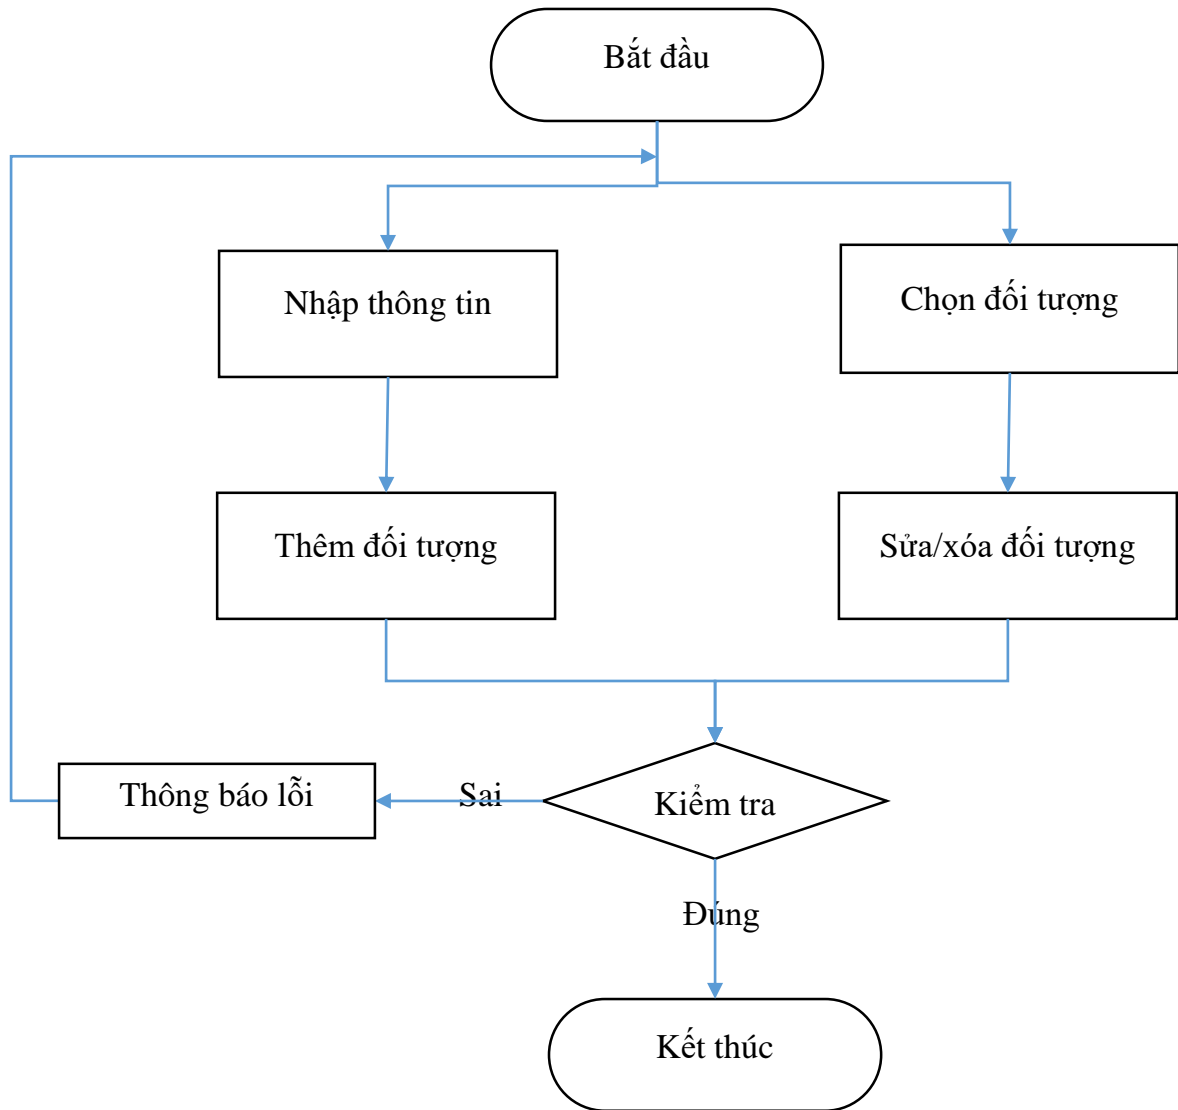 Bắt đầu
Nhập thông tin
Chọn đối tượng
Thêm đối tượng
Sửa/xóa đối tượng
Thông báo lỗi
Sai
Kiểm tra
Đúng
Kết thúc